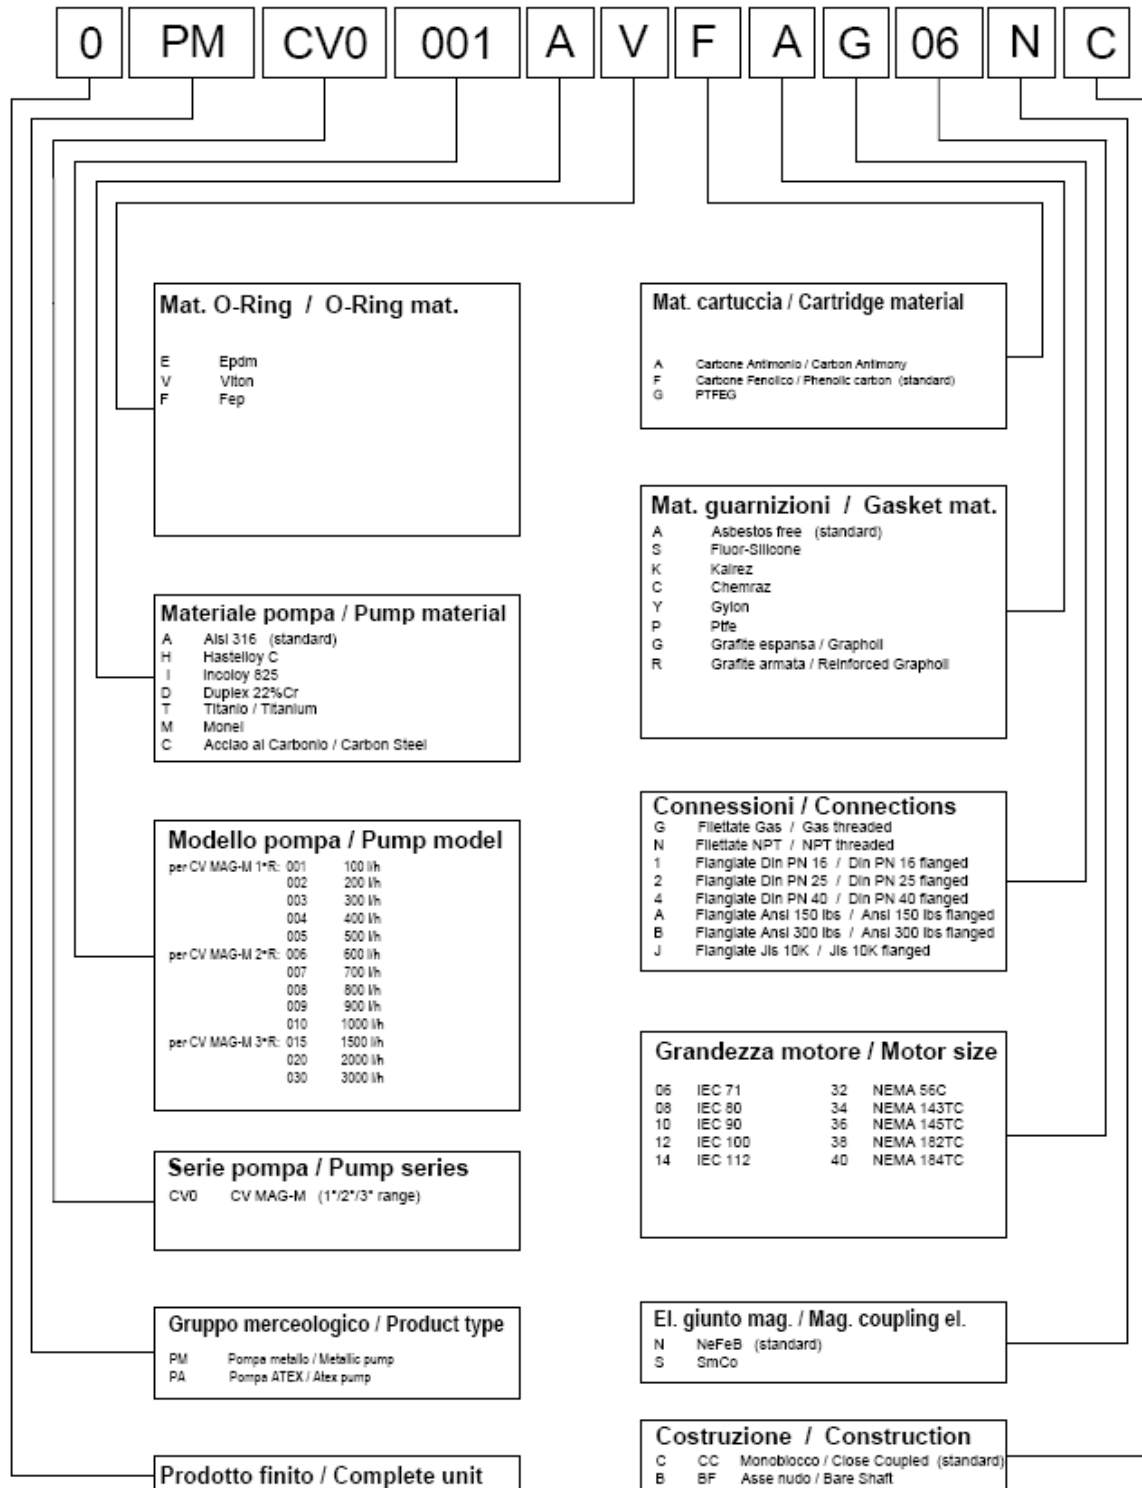 0 PM CV0 001 A V F A G 06 N C
Mat. O-Ring / O-Ring mat.
E Epdm
V Viton
F Fep
Mat. cartuccia / Cartridge material
A Carbone Antimonio / Carbon Antimony
F Carbone Fenolico / Phenolic carbon (standard)
G PTFEG
Mat. guarnizioni / Gasket mat.
A Asbestos free (standard)
S Fluor-Silicone
K Kalrez
C Chemraz
Y Gylon
P Ptfe
G Grafite espansa / Grapholl
R Grafite armata / Reinforced Grapholl
Materiale pompa / Pump material
A Aisi 316 (standard)
H Hastelloy C
I Incoloy 825
D Duplex 22%Cr
T Titanio / Titanium
M Monel
C Acciao al Carbonio / Carbon Steel
Connessioni / Connections
G Filettate Gas / Gas threaded
N Filettate NPT / NPT threaded
1 Flangiate Din PN 16 / Din PN 16 flanged
2 Flangiate Din PN 25 / Din PN 25 flanged
4 Flangiate Din PN 40 / Din PN 40 flanged
A Flangiate Ansi 150 lbs / Ansi 150 lbs flanged
B Flangiate Ansi 300 lbs / Ansi 300 lbs flanged
J Flangiate Jis 10K / Jis 10K flanged
Modello pompa / Pump model
per CV MAG-M 1°R: 001 100 l/h
002 200 l/h
003 300 l/h
004 400 l/h
005 500 l/h
per CV MAG-M 2°R: 006 600 l/h
007 700 l/h
008 800 l/h
009 900 l/h
010 1000 l/h
per CV MAG-M 3°R: 015 1500 l/h
020 2000 l/h
030 3000 l/h
Grandezza motore / Motor size
06 IEC 71 32 NEMA 56C
08 IEC 80 34 NEMA 143TC
10 IEC 90 36 NEMA 145TC
12 IEC 100 38 NEMA 182TC
14 IEC 112 40 NEMA 184TC
Serie pompa / Pump series
CV0 CV MAG-M (1°/2°/3° range)
Gruppo merceologico / Product type
PM Pompa metallo / Metallic pump
PA Pompa ATEX / Atex pump
El. giunto mag. / Mag. coupling el.
N NeFeB (standard)
S SmCo
Costruzione / Construction
C CC Monoblocco / Close Coupled (standard)
B BF Asse nudo / Bare Shaft
Prodotto finito / Complete unit